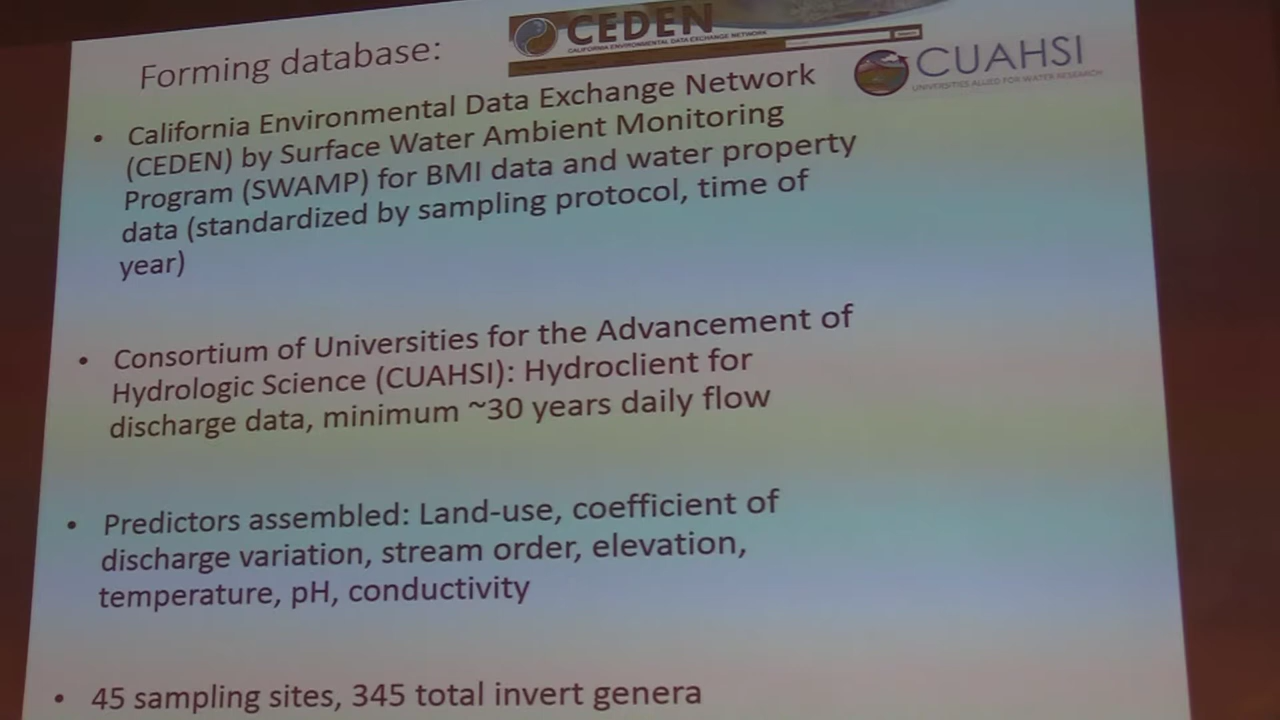 CEDEN
CALIFORNIA ENVIRONMENTAL DATA EXCHANGE NETWORK
CUAHSI
UNIVERSITIES ALLIED FOR WATER RESEARCH
Forming database:
• California Environmental Data Exchange Network
(CEDEN) by Surface Water Ambient Monitoring
Program (SWAMP) for BMI data and water property
data (standardized by sampling protocol, time of
year)
• Consortium of Universities for the Advancement of
Hydrologic Science (CUAHSI): Hydroclient for
discharge data, minimum ~30 years daily flow
• Predictors assembled: Land-use, coefficient of
discharge variation, stream order, elevation,
temperature, pH, conductivity
• 45 sampling sites, 345 total invert genera